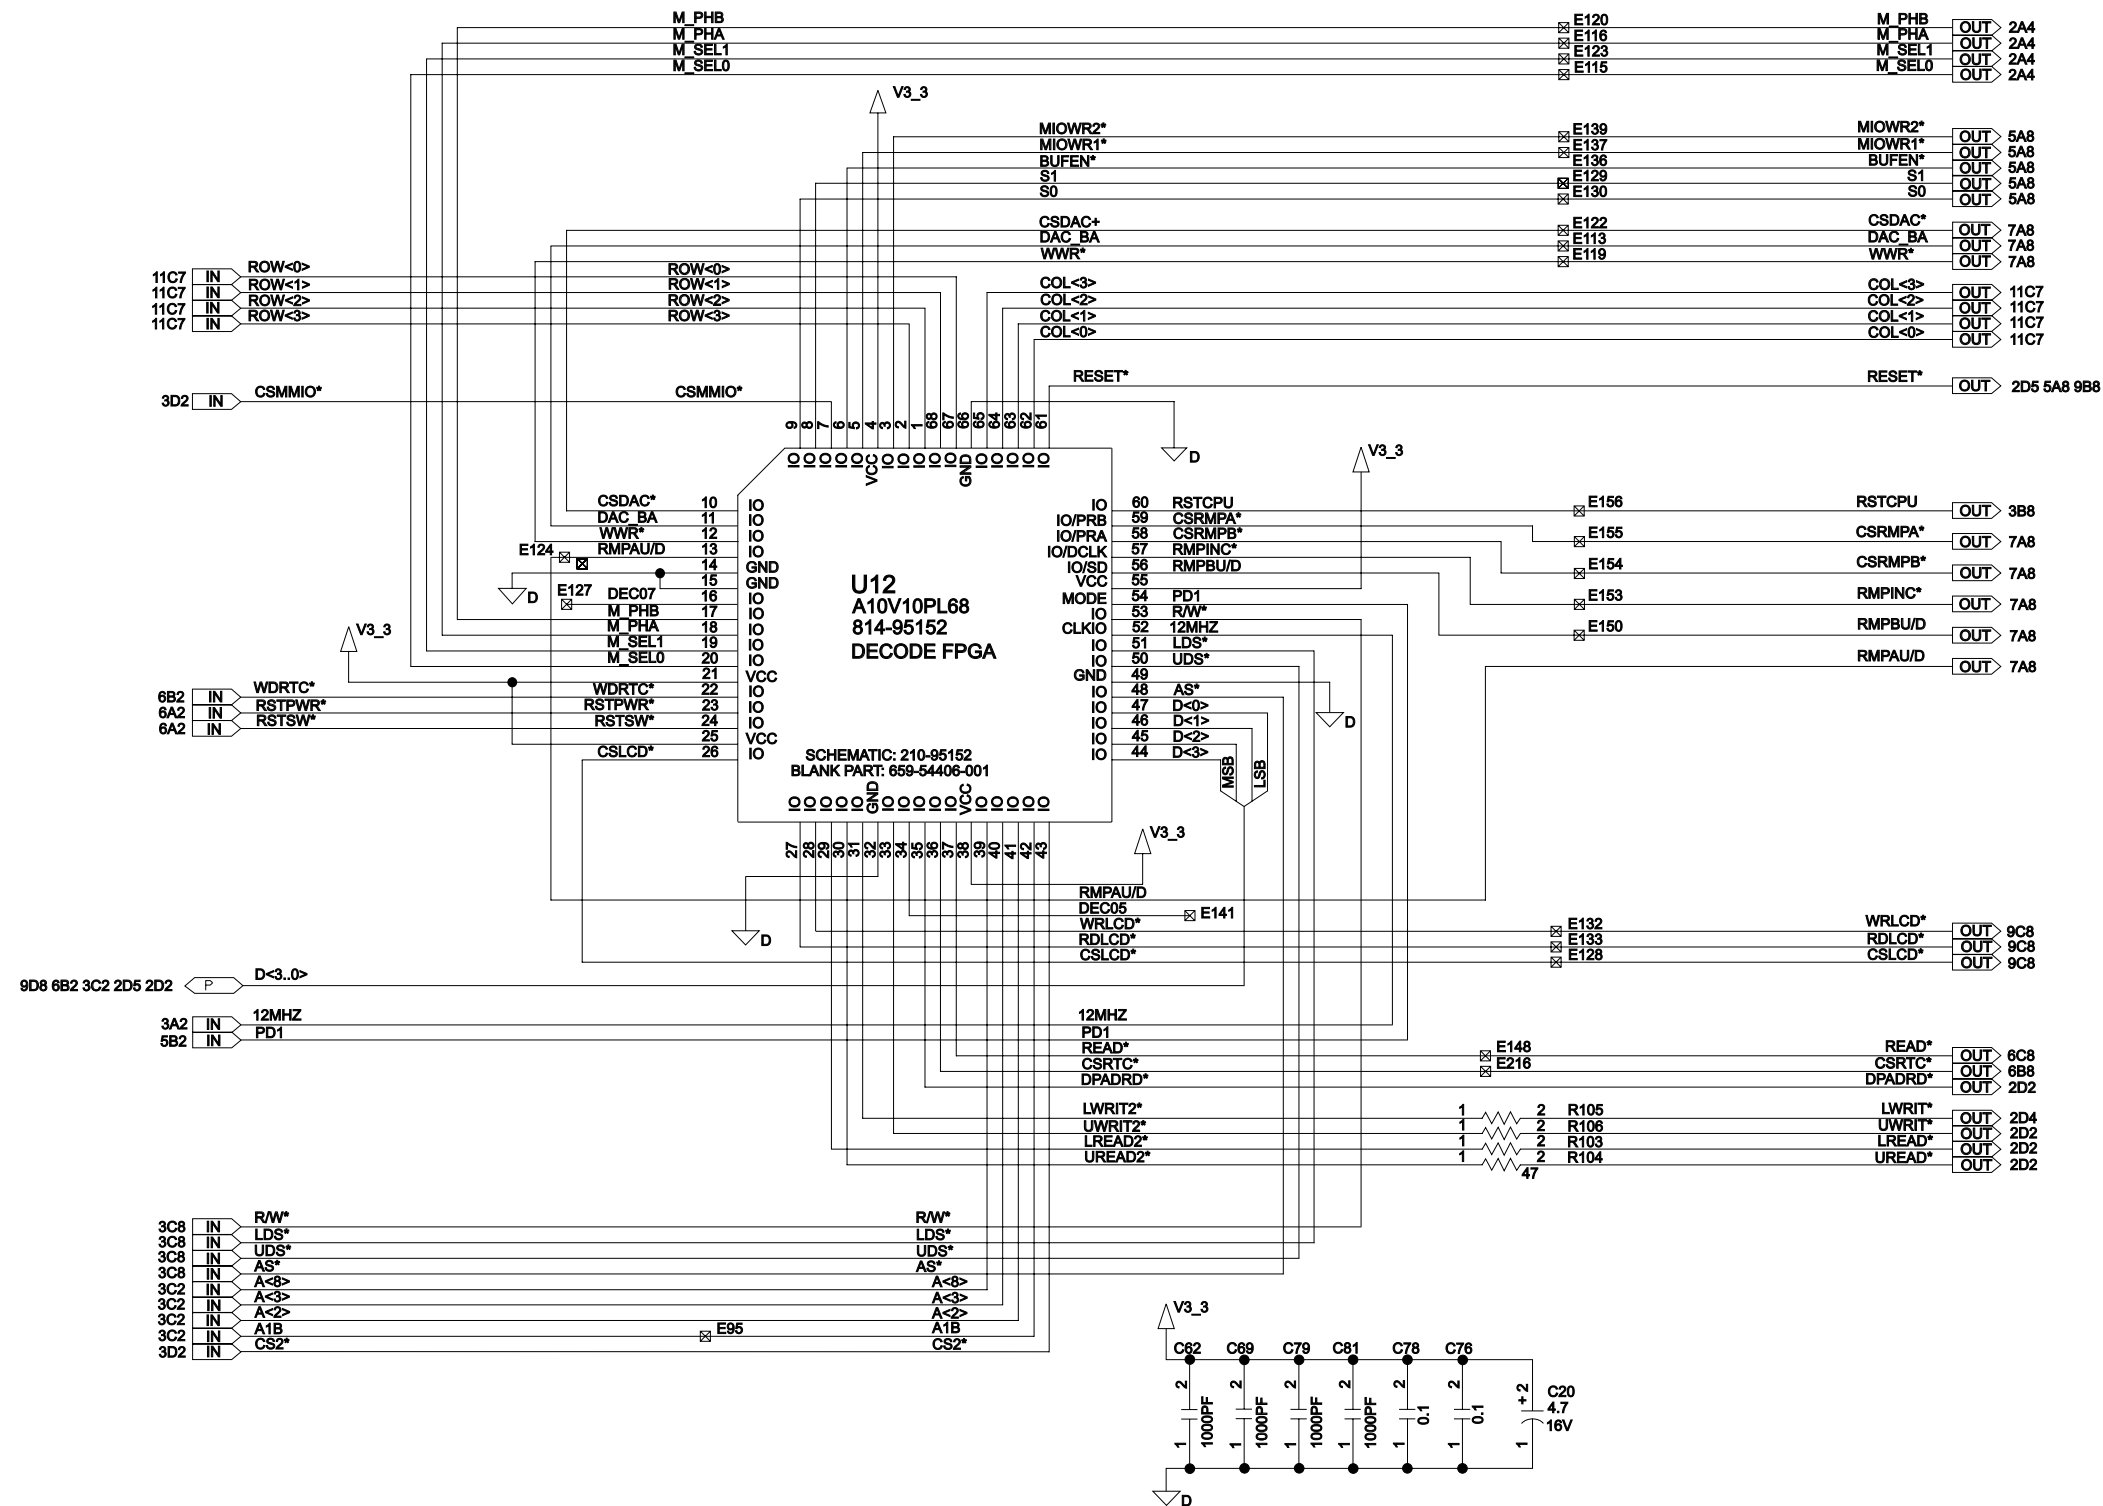 M_PHB E120 M_PHB OUT 2A4
M_PHA E116 M_PHA OUT 2A4
M_SEL1 E123 M_SEL1 OUT 2A4
M_SEL0 E115 M_SEL0 OUT 2A4
V3_3
MIOWR2* E139 MIOWR2* OUT 5A8
MIOWR1* E137 MIOWR1* OUT 5A8
BUFEN* E136 BUFEN* OUT 5A8
S1 E129 S1 OUT 5A8
S0 E130 S0 OUT 5A8
CSDAC+ E122 CSDAC* OUT 7A8
DAC_BA E113 DAC_BA OUT 7A8
WWR* E119 WWR* OUT 7A8
11C7 IN ROW<0> ROW<0>
11C7 IN ROW<1> ROW<1> COL<3> COL<3> OUT 11C7
11C7 IN ROW<2> ROW<2> COL<2> COL<2> OUT 11C7
11C7 IN ROW<3> ROW<3> COL<1> COL<1> OUT 11C7
COL<0> COL<0> OUT 11C7
RESET* RESET* OUT 2D5 5A8 9B8
3D2 IN CSMMIO* CSMMIO*
9 8 7 6 5 4 3 2 1 68 67 66 65 64 63 62 61
D
V3_3
IO IO IO IO IO VCC IO IO IO IO IO GND IO IO IO IO IO
CSDAC* 10 IO IO 60 RSTCPU E156 RSTCPU OUT 3B8
DAC_BA 11 IO IO/PRB 59 CSRMPA* E155 CSRMPA* OUT 7A8
WWR* 12 IO IO/PRA 58 CSRMPB* E154 CSRMPB* OUT 7A8
E124 RMPAU/D 13 IO IO/DCLK 57 RMPINC* E153 RMPINC* OUT 7A8
14 GND IO/SD 56 RMPBU/D E150 RMPBU/D OUT 7A8
D 15 GND VCC 55
E127 DEC07 16 IO MODE 54 PD1
M_PHB 17 IO IO 53 R/W*
M_PHA 18 IO CLKIO 52 12MHZ
V3_3
M_SEL1 19 IO IO 51 LDS*
M_SEL0 20 IO IO 50 UDS* RMPAU/D OUT 7A8
21 VCC GND 49
6B2 IN WDRTC* WDRTC* 22 IO IO 48 AS*
6A2 IN RSTPWR* RSTPWR* 23 IO IO 47 D<0>
6A2 IN RSTSW* RSTSW* 24 IO IO 46 D<1> D
25 VCC IO 45 D<2>
CSLCD* 26 IO IO 44 D<3>
MSB LSB
U12
A10V10PL68
814-95152
DECODE FPGA
SCHEMATIC: 210-95152
BLANK PART: 659-54406-001
IO IO IO IO IO GND IO IO IO IO IO VCC IO IO IO IO IO
27 28 29 30 31 32 33 34 35 36 37 38 39 40 41 42 43
V3_3
RMPAU/D
DEC05 E141
D
WRLCD* E132 WRLCD* OUT 9C8
RDLCD* E133 RDLCD* OUT 9C8
CSLCD* E128 CSLCD* OUT 9C8
9D8 6B2 3C2 2D5 2D2 P D<3..0>
3A2 IN 12MHZ 12MHZ
5B2 IN PD1 PD1
READ* E148 READ* OUT 6C8
CSRTC* E216 CSRTC* OUT 6B8
DPADRD* DPADRD* OUT 2D2
LWRIT2* 1 2 R105 LWRIT* OUT 2D4
UWRIT2* 1 2 R106 UWRIT* OUT 2D2
LREAD2* 1 2 R103 LREAD* OUT 2D2
UREAD2* 1 2 R104 UREAD* OUT 2D2
47
3C8 IN R/W* R/W*
3C8 IN LDS* LDS*
3C8 IN UDS* UDS*
3C8 IN AS* AS*
3C2 IN A<8> A<8>
3C2 IN A<3> A<3>
3C2 IN A<2> A<2>
3C2 IN A1B E95 A1B
3D2 IN CS2* CS2*
V3_3
C62 C69 C79 C81 C78 C76
2 2 2 2 2 2 + 2 C20
1000PF 1000PF 1000PF 1000PF 0.1 0.1 4.7
16V
1 1 1 1 1 1 1
D